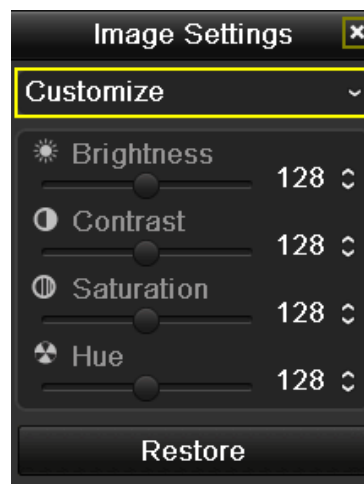 Image Settings
Customize
Brightness
128
Contrast
128
Saturation
128
Hue
128
Restore